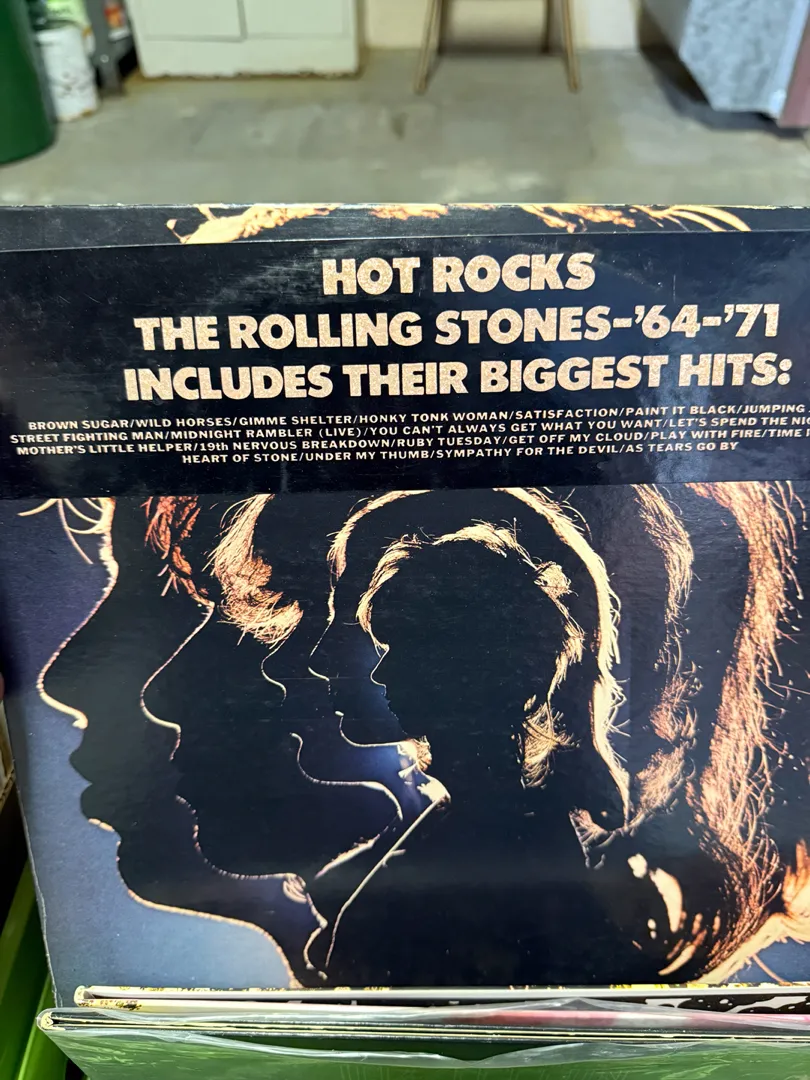 HOT ROCKS
THE ROLLING STONES-'64-'71
INCLUDES THEIR BIGGEST HITS:
BROWN SUGAR/WILD HORSES/GIMME SHELTER/HONKY TONK WOMAN/SATISFACTION/PAINT IT BLACK/JUMPING
STREET FIGHTING MAN/MIDNIGHT RAMBLER (LIVE)/YOU CAN'T ALWAYS GET WHAT YOU WANT/LET'S SPEND THE
MOTHER'S LITTLE HELPER/19th NERVOUS BREAKDOWN/RUBY TUESDAY/GET OFF MY CLOUD/PLAY WITH FIRE/TIME
HEART OF STONE/UNDER MY THUMB/SYMPATHY FOR THE DEVIL/AS TEARS GO BY